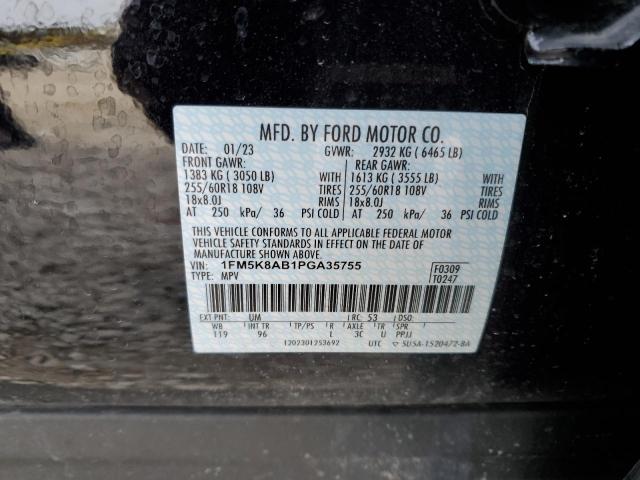 MFD. BY FORD MOTOR CO.
DATE: 01/23 GVWR: 2932 KG ( 6465 LB)
FRONT GAWR: REAR GAWR:
1383 KG ( 3050 LB) WITH 1613 KG ( 3555 LB) WITH
255/60R18 108V TIRES 255/60R18 108V TIRES
18x8.0J RIMS 18x8.0J RIMS
AT 250 kPa/ 36 PSI COLD AT 250 kPa/ 36 PSI COLD
THIS VEHICLE CONFORMS TO ALL APPLICABLE FEDERAL MOTOR
VEHICLE SAFETY STANDARDS IN EFFECT ON THE DATE OF
MANUFACTURE SHOWN ABOVE.
VIN: 1FM5K8AB1PGA35755
TYPE: MPV
F0309
T0247
EXT PNT: UM RC: 53 DSO:
WB INT TR TP/PS R AXLE TR SPR
119 96 L 3C U PPJJ
1202301253692 UTC ▽ 5U5A-1520472-BA